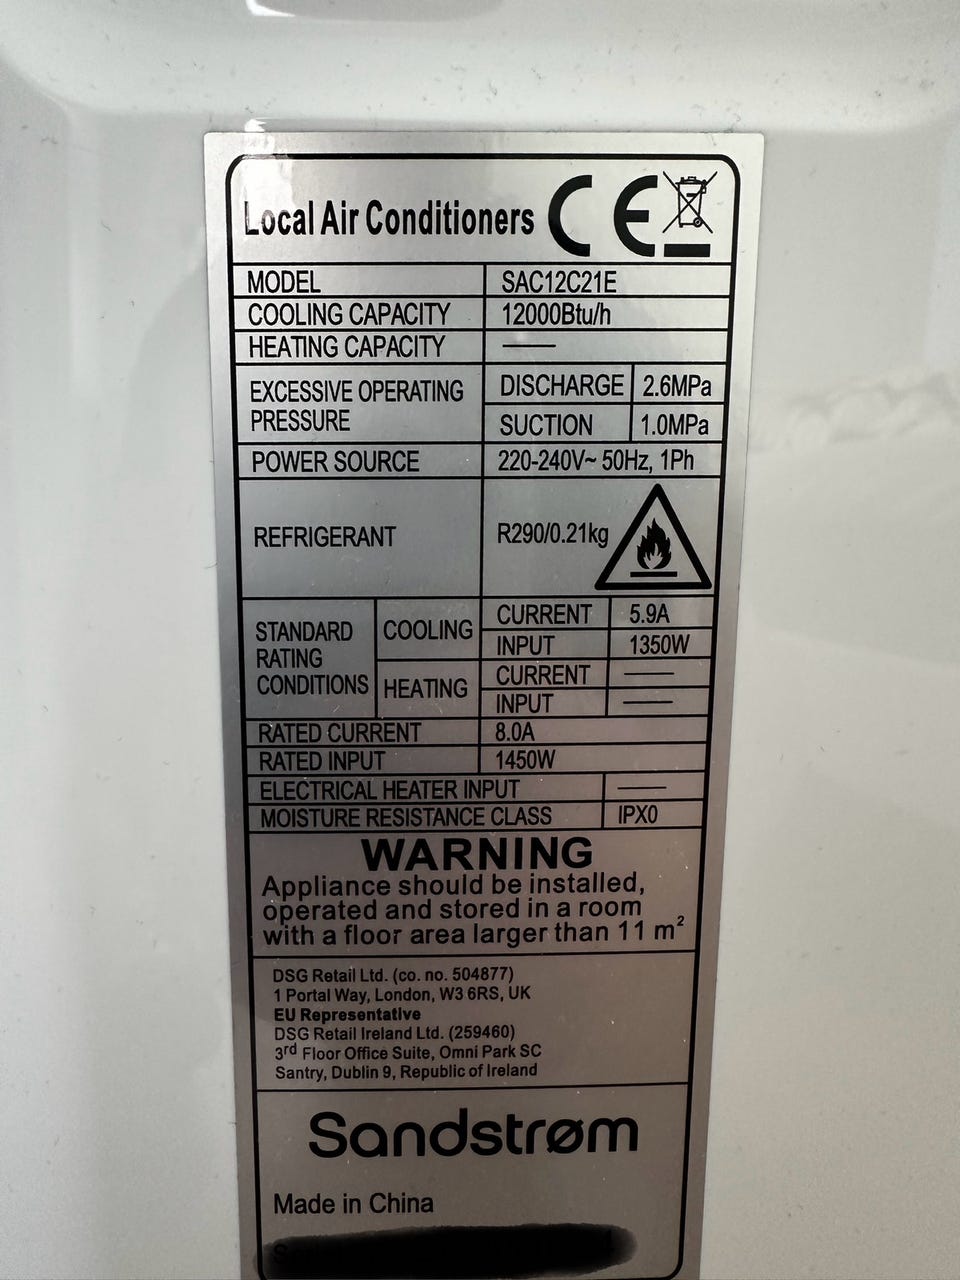 Local Air Conditioners CE
MODEL SAC12C21E
COOLING CAPACITY 12000Btu/h
HEATING CAPACITY ——
EXCESSIVE OPERATING PRESSURE DISCHARGE 2.6MPa
SUCTION 1.0MPa
POWER SOURCE 220-240V~ 50Hz, 1Ph
REFRIGERANT R290/0.21kg
STANDARD RATING CONDITIONS COOLING CURRENT 5.9A
INPUT 1350W
HEATING CURRENT ——
INPUT ——
RATED CURRENT 8.0A
RATED INPUT 1450W
ELECTRICAL HEATER INPUT ——
MOISTURE RESISTANCE CLASS IPX0
WARNING
Appliance should be installed,
operated and stored in a room
with a floor area larger than 11 m²
DSG Retail Ltd. (co. no. 504877)
1 Portal Way, London, W3 6RS, UK
EU Representative
DSG Retail Ireland Ltd. (259460)
3rd Floor Office Suite, Omni Park SC
Santry, Dublin 9, Republic of Ireland
Sandstrøm
Made in China